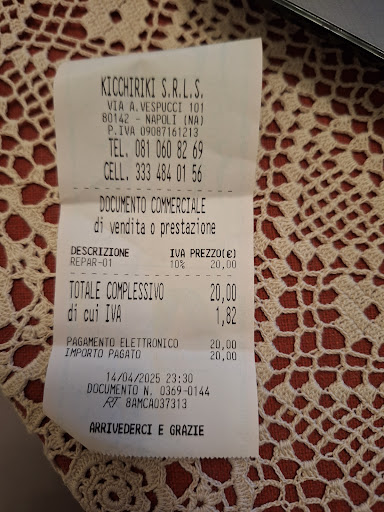 KICCHIRIKI S.R.L.S.
VIA A.VESPUCCI 101
80142 - NAPOLI (NA)
P.IVA 09087161213
TEL. 081 060 82 69
CELL. 333 484 01 56
DOCUMENTO COMMERCIALE
di vendita o prestazione
DESCRIZIONE IVA PREZZO(€)
REPAR-01 10% 20,00
TOTALE COMPLESSIVO 20,00
di cui IVA 1,82
PAGAMENTO ELETTRONICO 20,00
IMPORTO PAGATO 20,00
14/04/2025 23:30
DOCUMENTO N. 0369-0144
RT 8AMCA037313
ARRIVEDERCI E GRAZIE